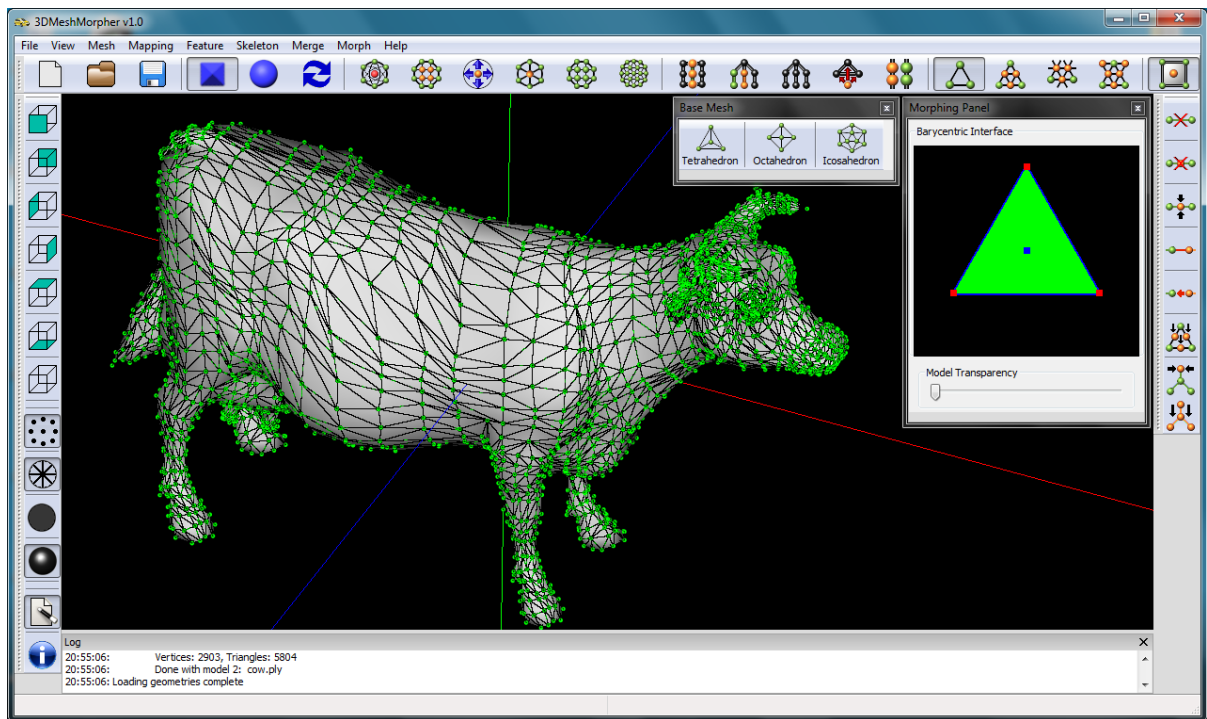 3DMeshMorpher v1.0
File View Mesh Mapping Feature Skeleton Merge Morph Help
Base Mesh
Tetrahedron Octahedron Icosahedron
Morphing Panel
Barycentric Interface
Model Transparency
Log
20:55:06: Vertices: 2903, Triangles: 5804
20:55:06: Done with model 2: cow.ply
20:55:06: Loading geometries complete